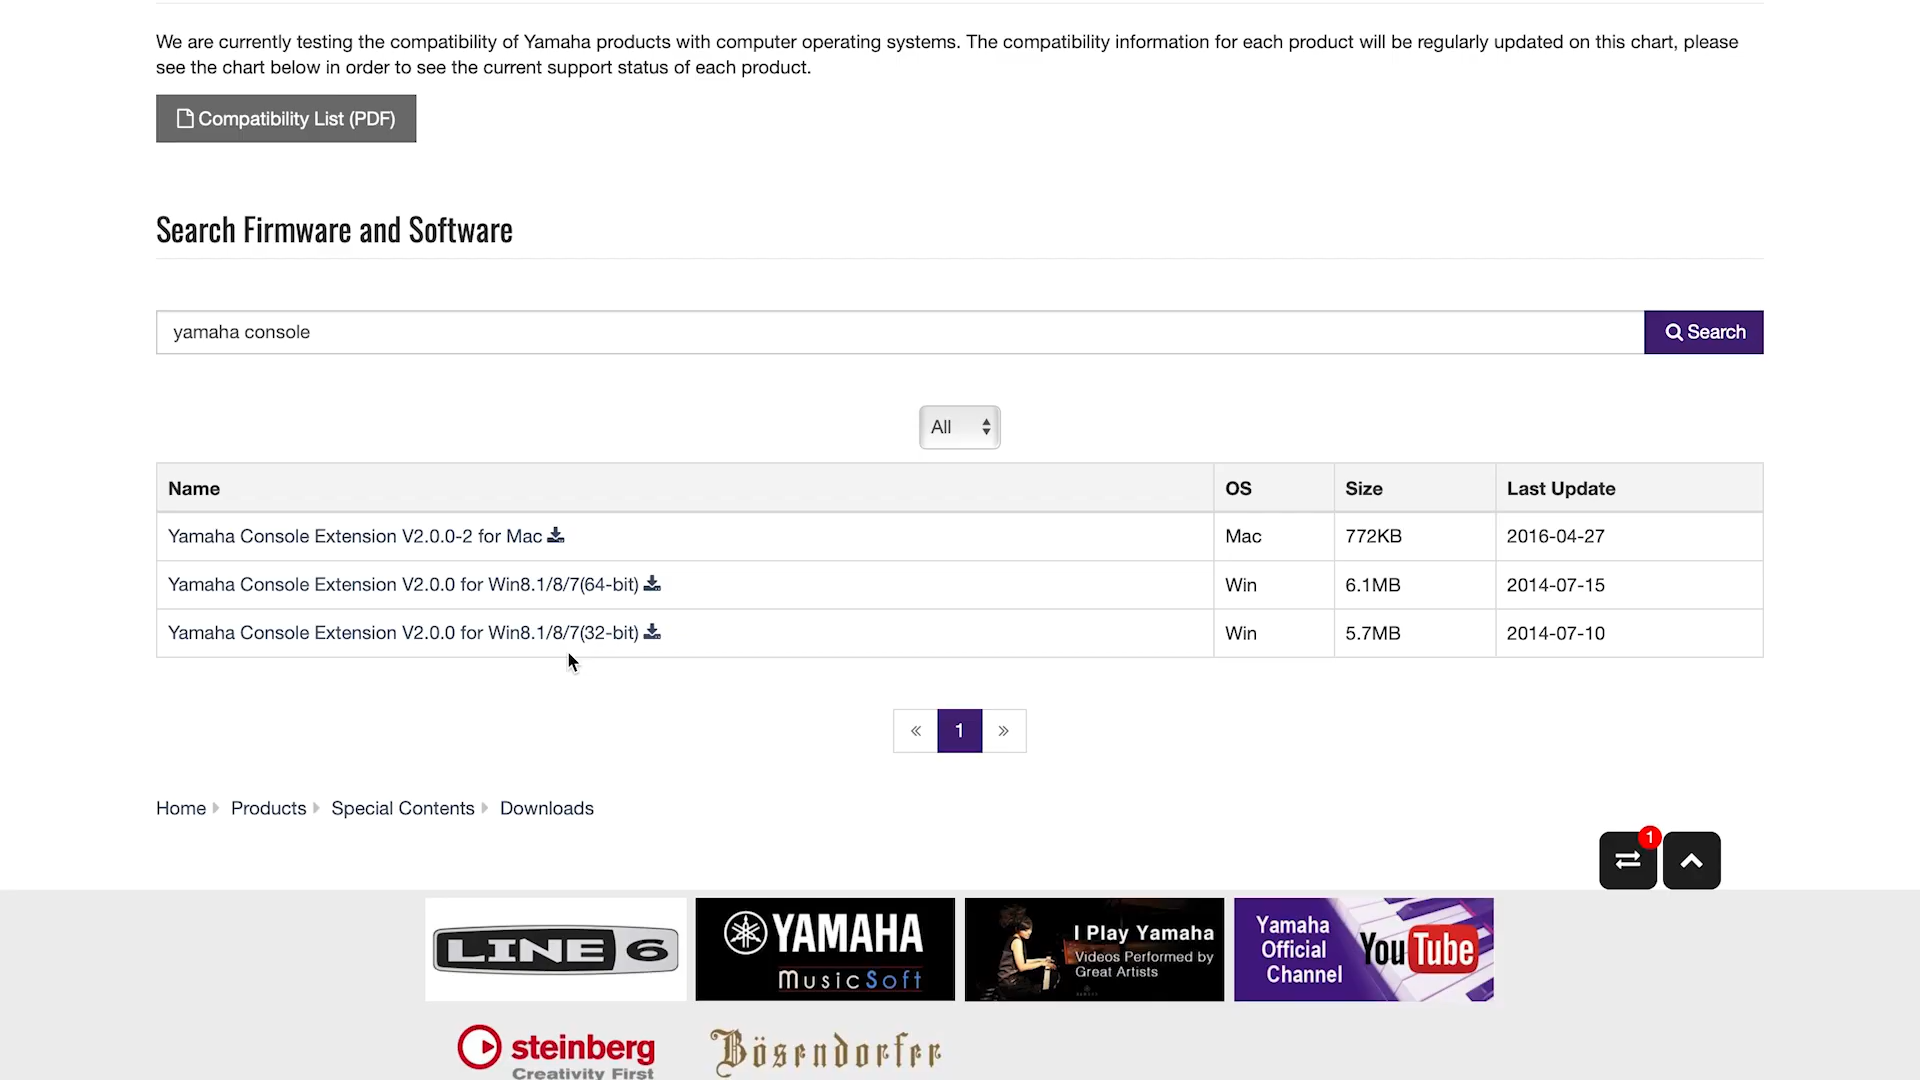 We are currently testing the compatibility of Yamaha products with computer operating systems. The compatibility information for each product will be regularly updated on this chart, please
see the chart below in order to see the current support status of each product.
Compatibility List (PDF)
Search Firmware and Software
yamaha console
Search
All
Name OS Size Last Update
Yamaha Console Extension V2.0.0-2 for Mac Mac 772KB 2016-04-27
Yamaha Console Extension V2.0.0 for Win8.1/8/7(64-bit) Win 6.1MB 2014-07-15
Yamaha Console Extension V2.0.0 for Win8.1/8/7(32-bit) Win 5.7MB 2014-07-10
« 1 »
Home Products Special Contents Downloads
1
LINE 6
YAMAHA
MusicSoft
I Play Yamaha
Videos Performed by
Great Artists
Yamaha
Official
Channel
YouTube
steinberg
Creativity First
Bösendorfer